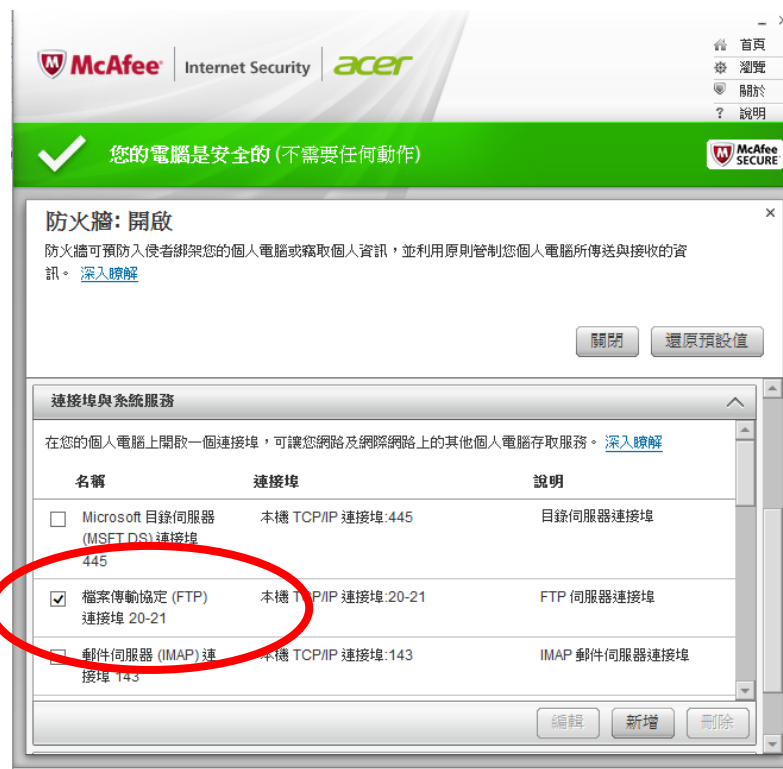 McAfee Internet Security acer
首頁
瀏覽
關於
? 說明
您的電腦是安全的 (不需要任何動作)
McAfee
SECURE
防火牆: 開啟
防火牆可預防入侵者綁架您的個人電腦或竊取個人資訊，並利用原則管制您個人電腦所傳送與接收的資
訊。 深入瞭解
關閉 還原預設值
連接埠與系統服務
在您的個人電腦上開啟一個連接埠，可讓您網路及網際網路上的其他個人電腦存取服務。 深入瞭解
名稱 連接埠 說明
Microsoft 目錄伺服器 本機 TCP/IP 連接埠:445 目錄伺服器連接埠
(MSFT DS) 連接埠
445
檔案傳輸協定 (FTP) 本機 TCP/IP 連接埠:20-21 FTP 伺服器連接埠
連接埠 20-21
郵件伺服器 (IMAP) 連 本機 TCP/IP 連接埠:143 IMAP 郵件伺服器連接埠
接埠 143
編輯 新增 刪除